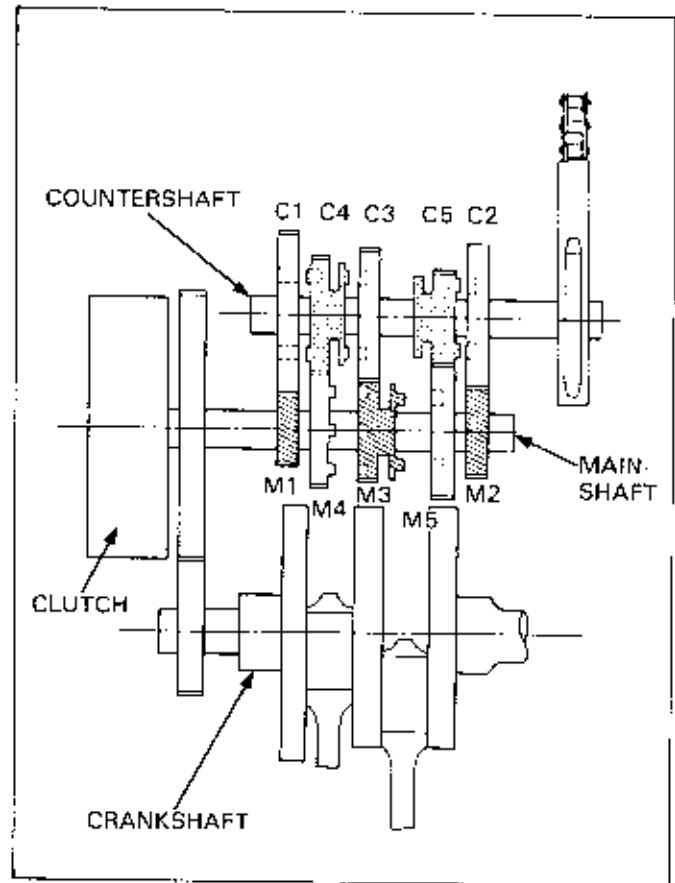 COUNTERSHAFT
C1 C4 C3 C5 C2
M1
M4
M3
M5
M2
MAIN-
SHAFT
CLUTCH
CRANKSHAFT